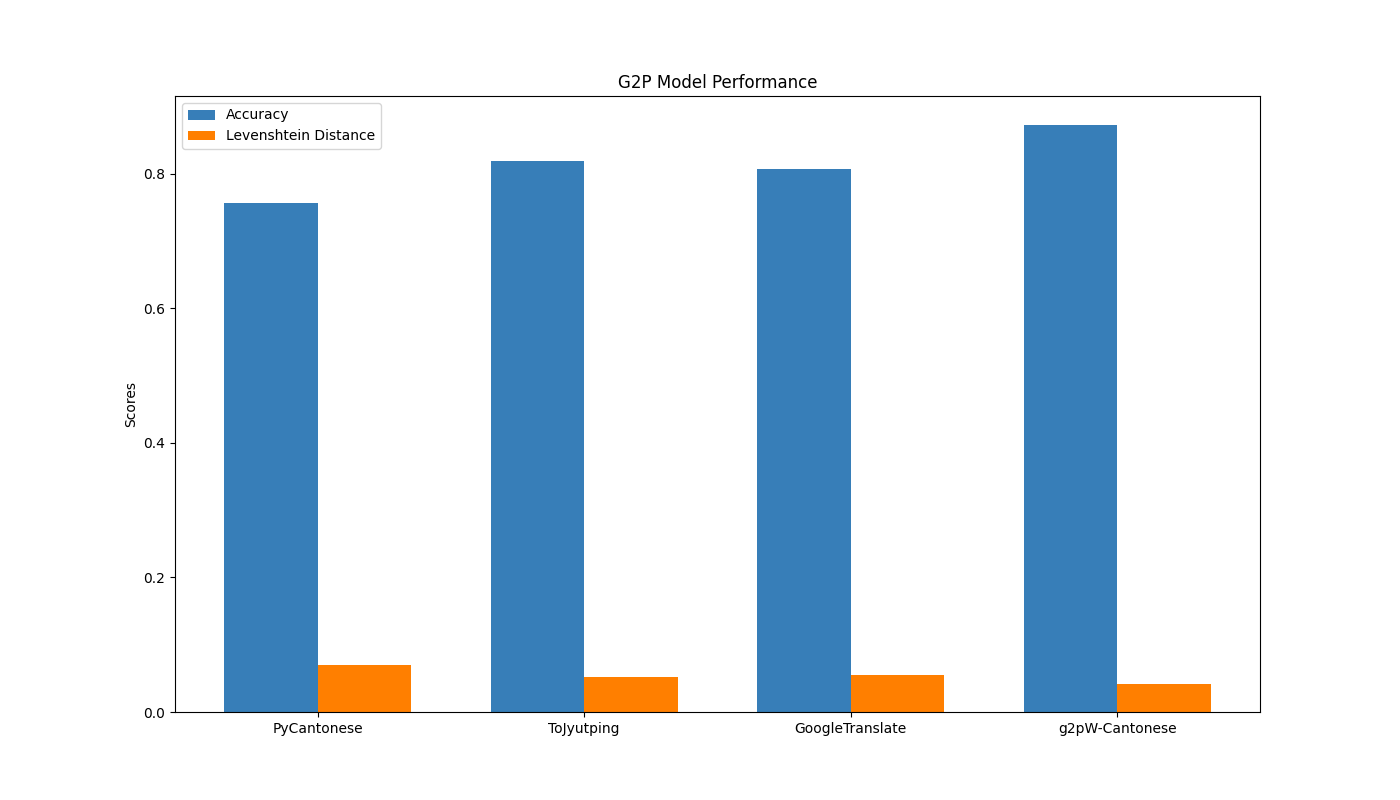 G2P Model Performance
Accuracy
Levenshtein Distance
0.8
0.6
0.4
0.2
0.0
Scores
PyCantonese
ToJyutping
GoogleTranslate
g2pW-Cantonese